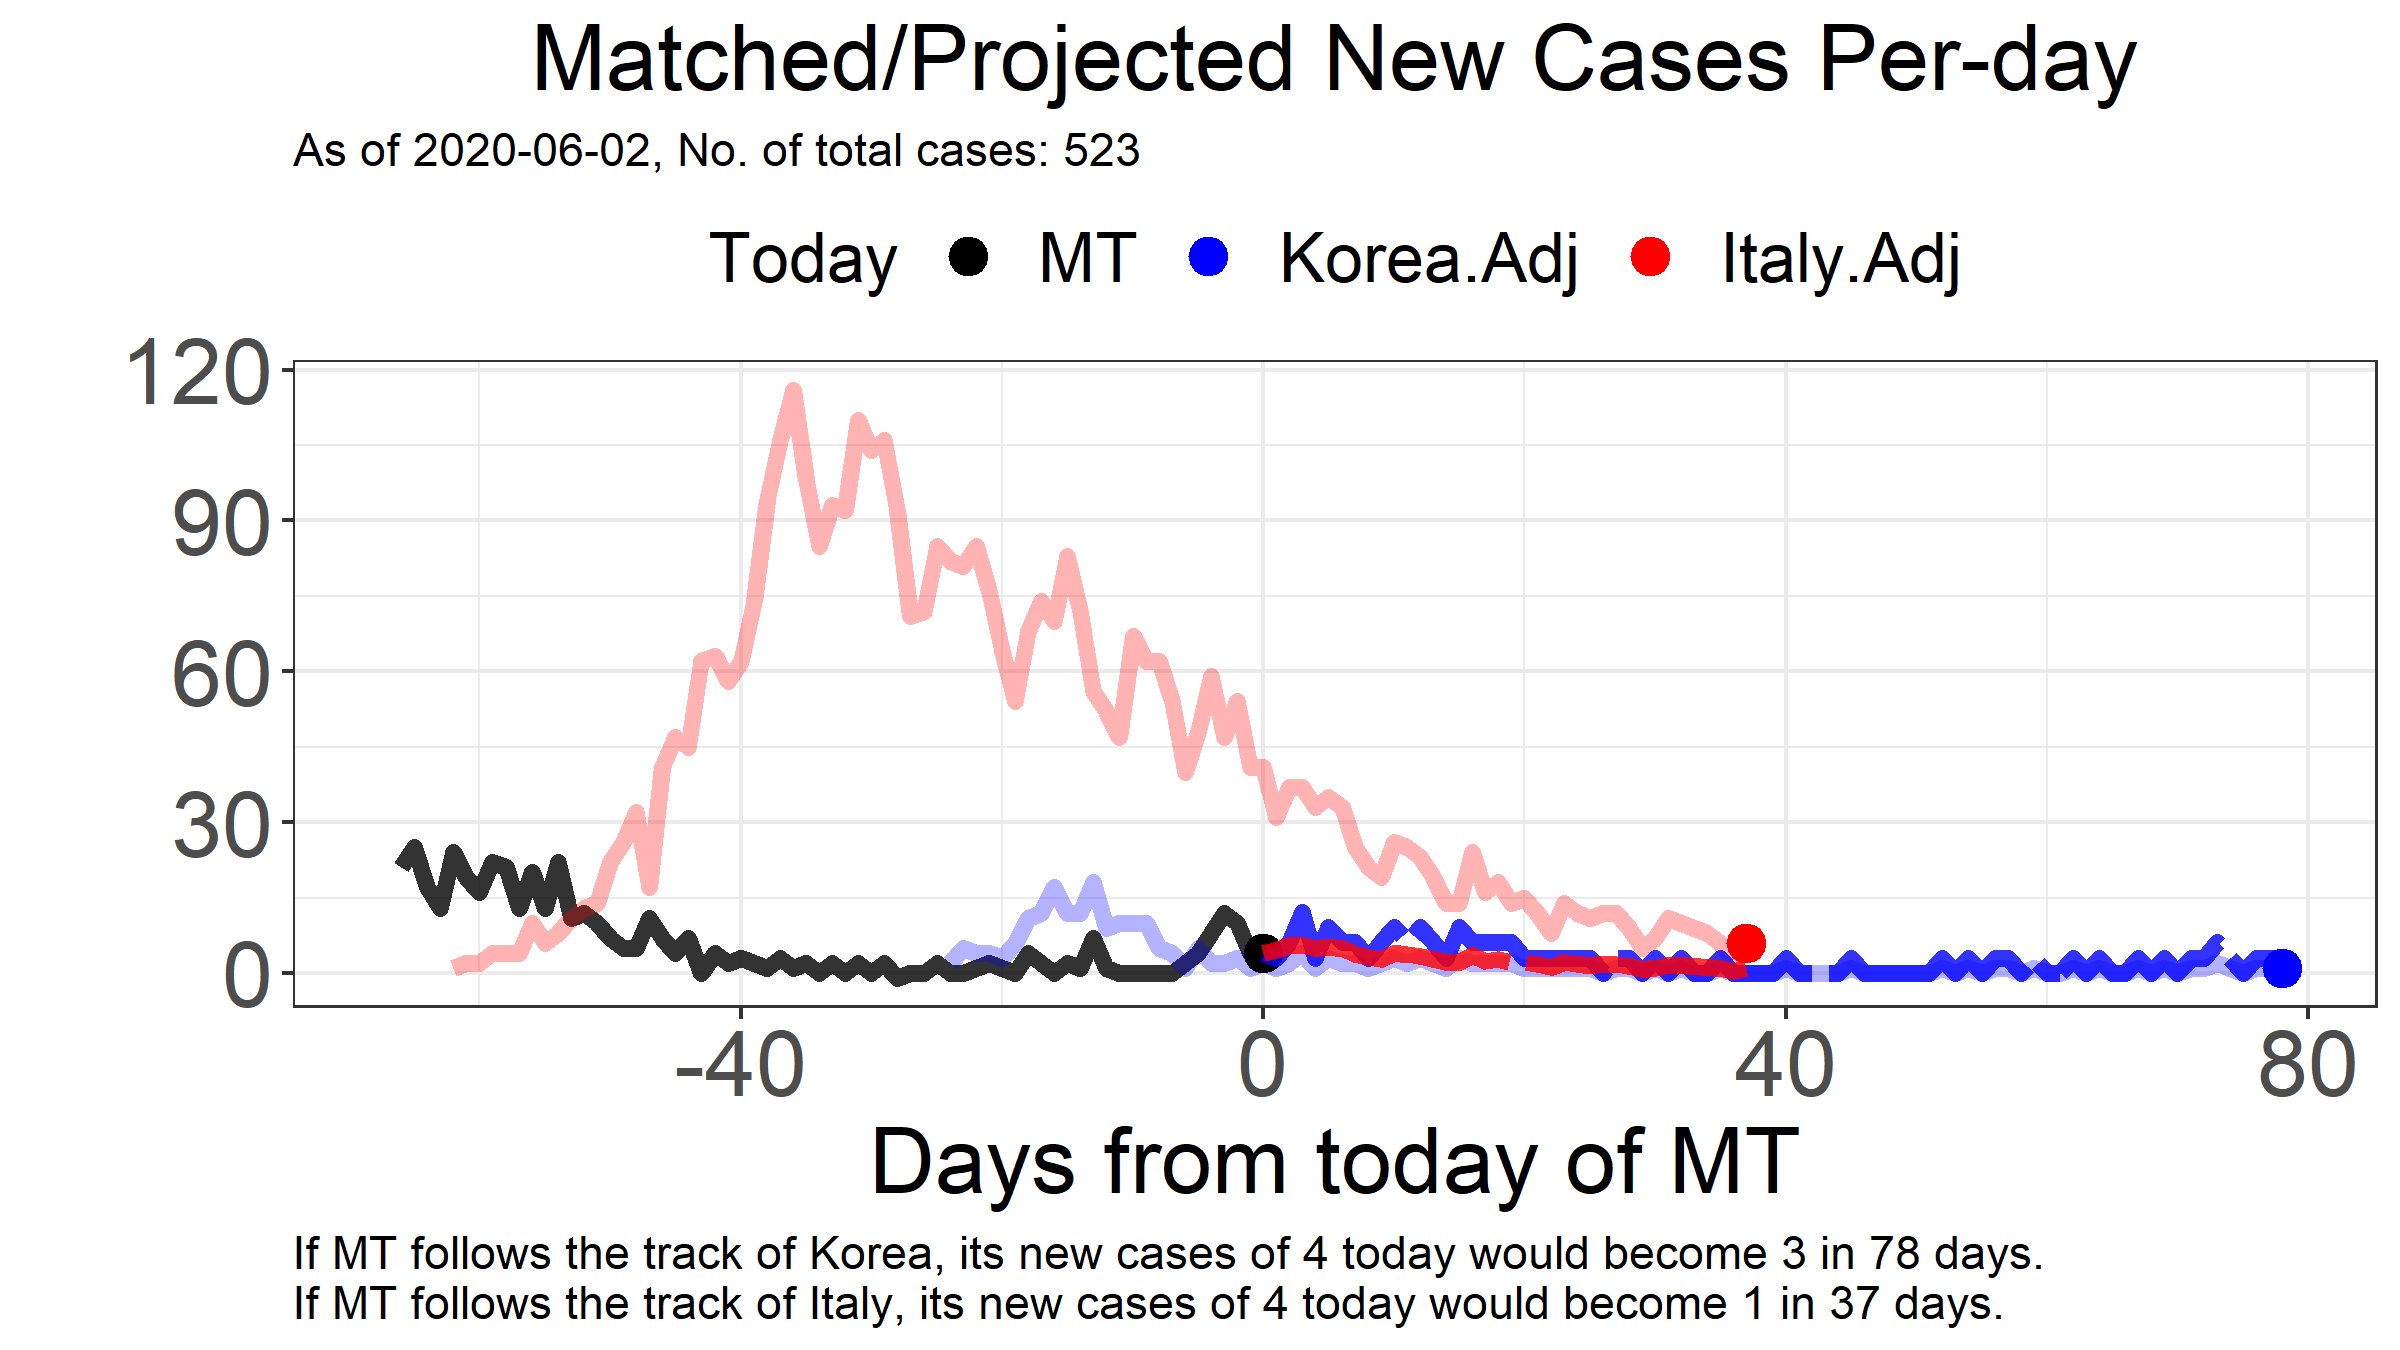 Matched/Projected New Cases Per-day
As of 2020-06-02, No. of total cases: 523
Today MT Korea.Adj Italy.Adj
120
90
60
30
0
-40 0 40 80
Days from today of MT
If MT follows the track of Korea, its new cases of 4 today would become 3 in 78 days.
If MT follows the track of Italy, its new cases of 4 today would become 1 in 37 days.